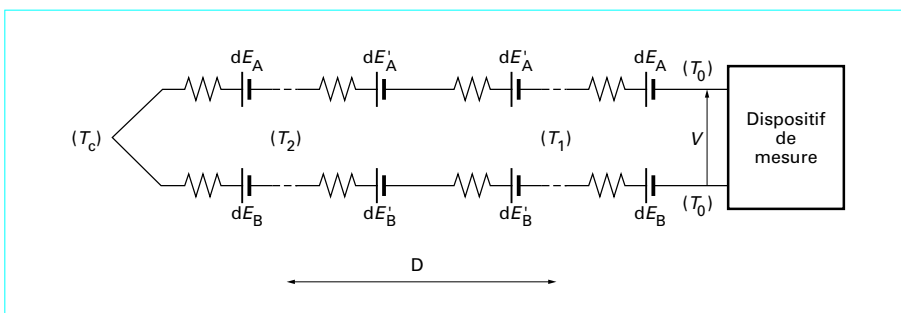 dE_A dE'_A dE'_A dE_A (T_0)
(T_c) (T_2) (T_1) V Dispositif
de
mesure
dE_B dE'_B dE'_B dE_B (T_0)
D